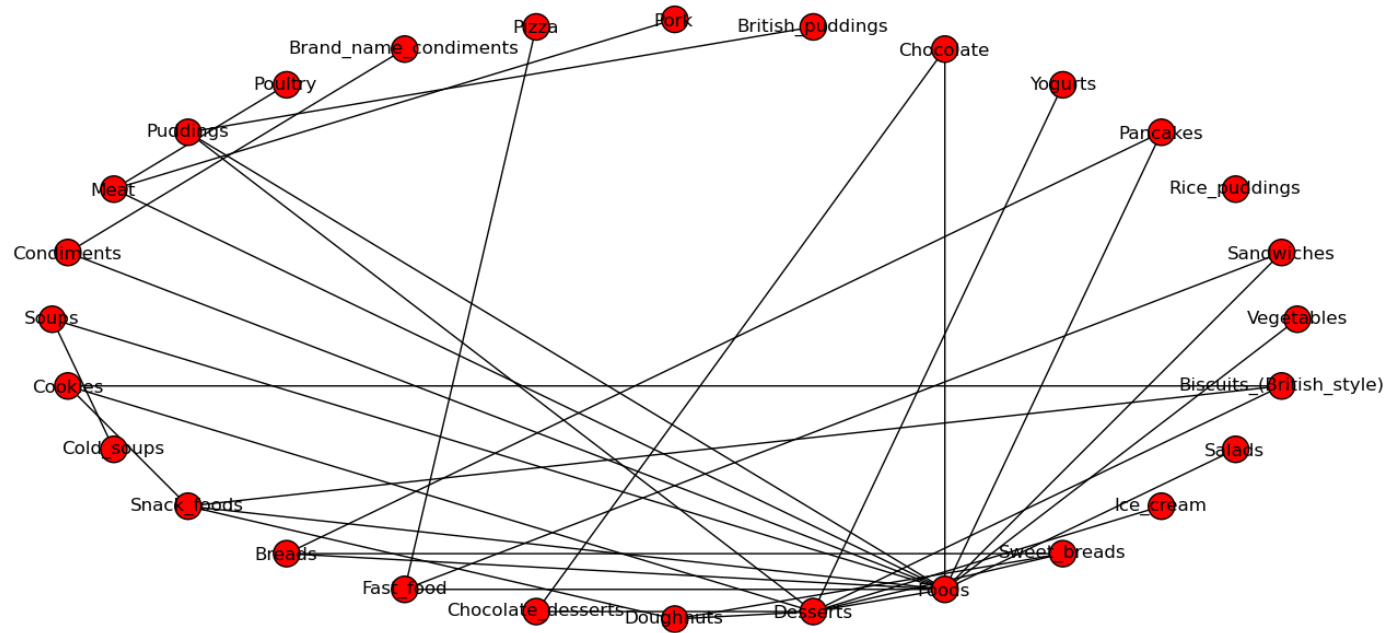 Pork
Pizza
British_puddings
Brand_name_condiments
Chocolate
Poultry
Yogurts
Puddings
Pancakes
Meat
Rice_puddings
Condiments
Sandwiches
Soups
Vegetables
Cookies
Biscuits_(British_style)
Cold_soups
Salads
Snack_foods
Ice_cream
Breads
Sweet_breads
Fast_food
Foods
Chocolate_desserts
Doughnuts
Desserts